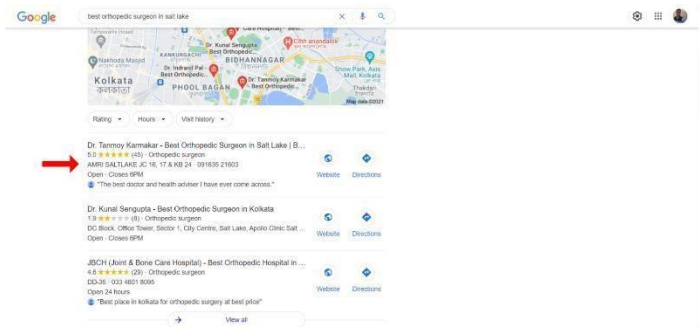 Google
best orthopedic surgeon in salt lake
Dr. Kunal Sengupta
Best Orthopedic...
KANKURGACHI
BIDHANNAGAR
Nakhoda Masjid
Dr. Indranil Pal -
Best Orthopedic...
Snow Park, Axis
Mall, Kolkata
Kolkata
কলকাতা
PHOOL BAGAN
Dr. Tanmoy Karmakar
- Best Orthopedic...
Thakdari
Map data ©2021
Rating
Hours
Visit history
Dr. Tanmoy Karmakar - Best Orthopedic Surgeon in Salt Lake | B...
5.0 (45) · Orthopedic surgeon
AMRI SALTLAKE JC 16, 17 & KB 24 · 091635 21603
Open · Closes 6PM
"The best doctor and health adviser I have ever come across."
Website
Directions
Dr. Kunal Sengupta - Best Orthopedic Surgeon in Kolkata
1.9 (8) · Orthopedic surgeon
DC Block, Office Tower, Sector 1, City Centre, Salt Lake, Apollo Clinic Salt ...
Open · Closes 8PM
Website
Directions
JBCH (Joint & Bone Care Hospital) - Best Orthopedic Hospital in ...
4.6 (29) · Orthopedic surgeon
DD-36 · 033 4601 8095
Open 24 hours
"Best place in kolkata for orthopedic surgery at best price"
Website
Directions
View all